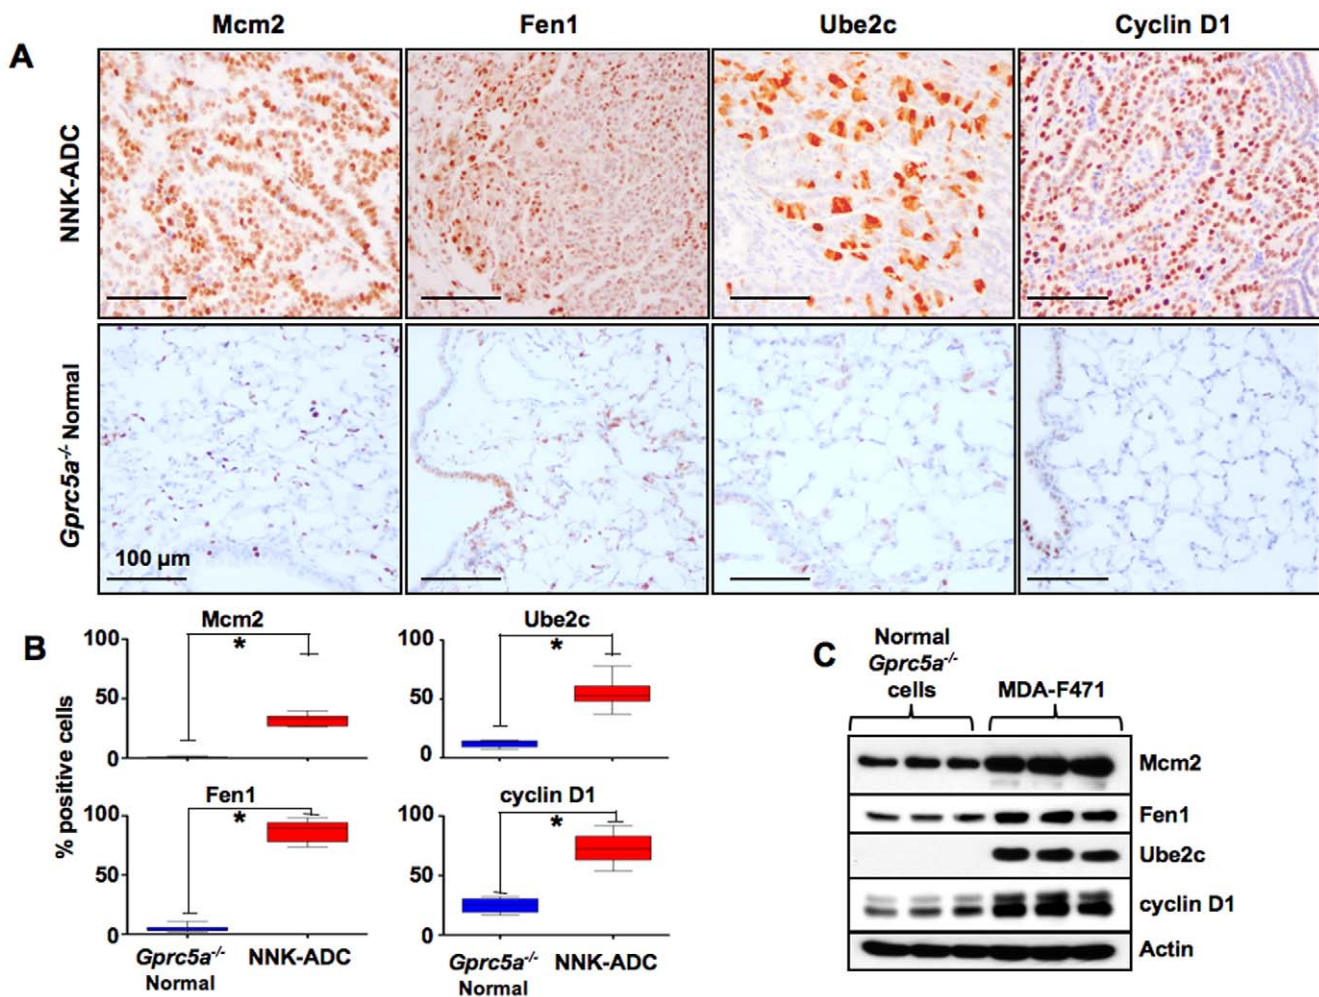 Mcm2 Fen1 Ube2c Cyclin D1
A
NNK-ADC
Gprc5a-/- Normal
100 µm
B
% positive cells
Mcm2
100
50
0
*
Ube2c
100
50
0
*
Fen1
100
50
0
*
Gprc5a-/-
Normal
NNK-ADC
cyclin D1
100
50
0
*
Gprc5a-/-
Normal
NNK-ADC
C
Normal
Gprc5a-/-
cells
MDA-F471
Mcm2
Fen1
Ube2c
cyclin D1
Actin